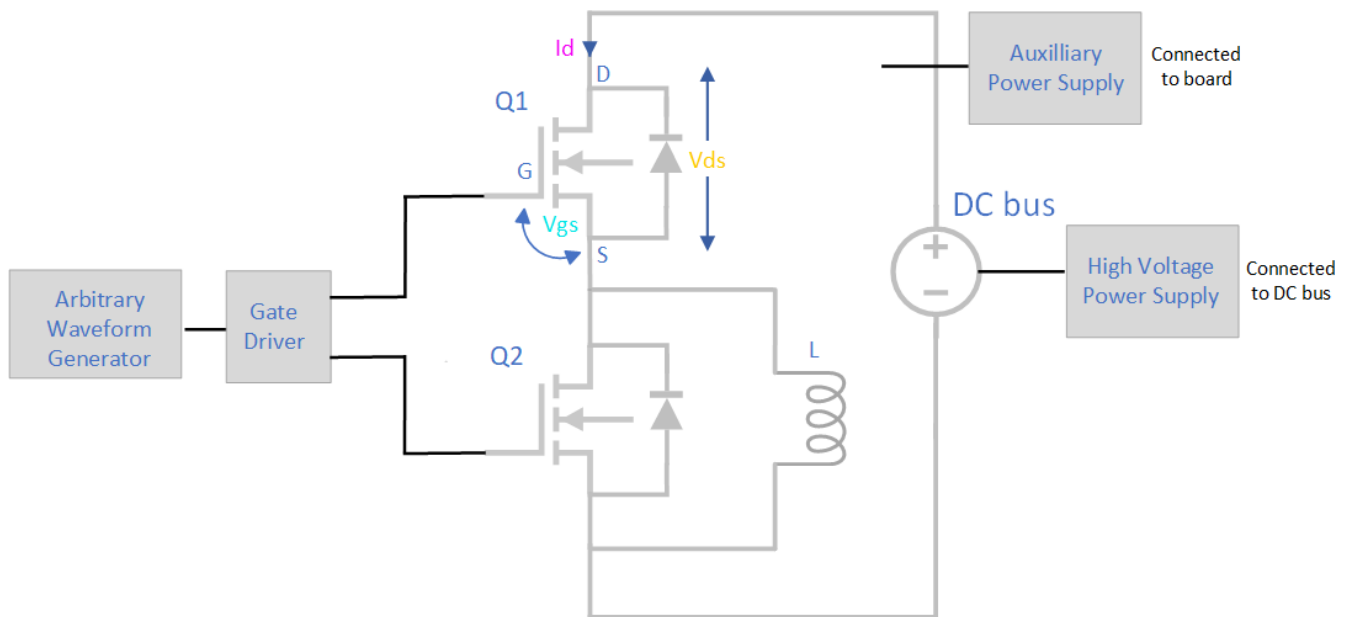 Id
D
Q1
G
Vds
Vgs
S
Auxilliary
Power Supply
Connected
to board
DC bus
+
−
High Voltage
Power Supply
Connected
to DC bus
Arbitrary
Waveform
Generator
Gate
Driver
Q2
L